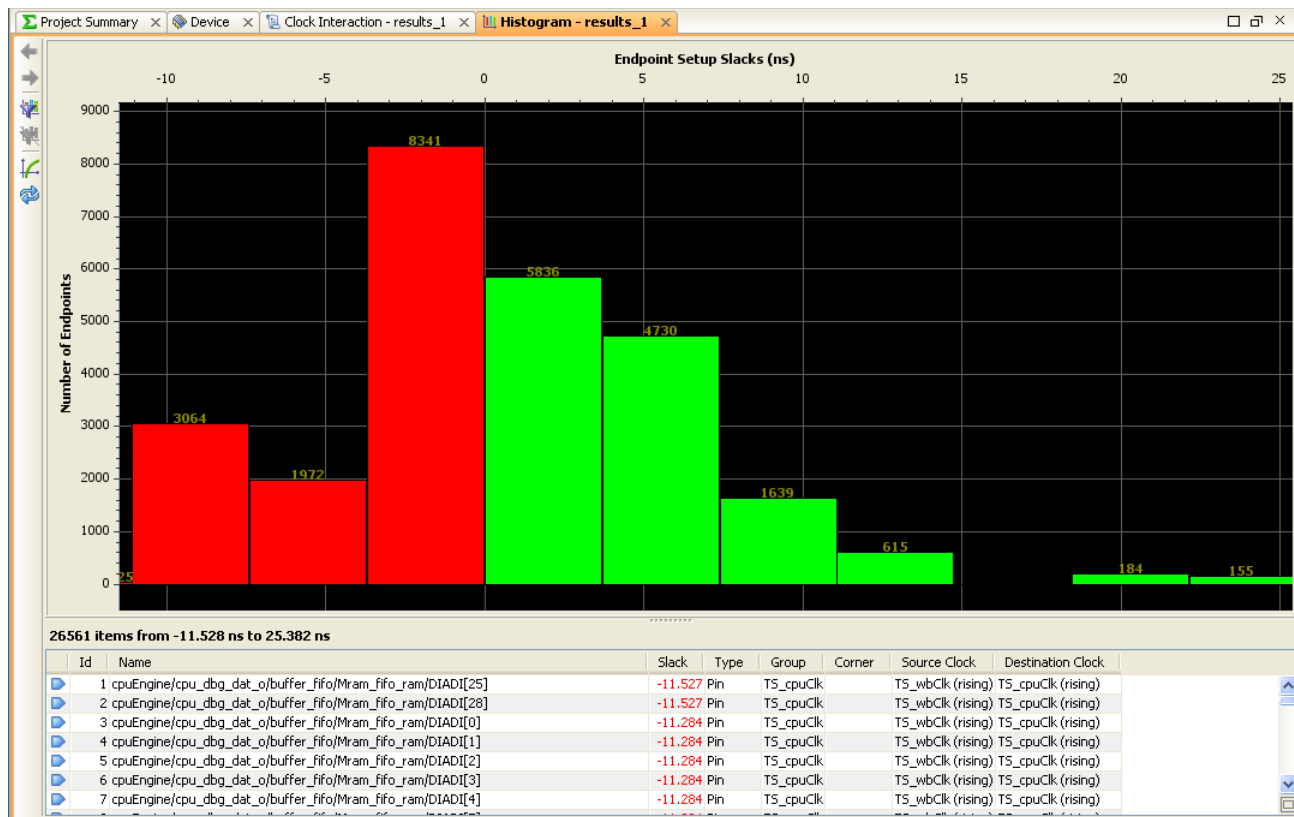 Project Summary Device Clock Interaction - results_1 Histogram - results_1
Endpoint Setup Slacks (ns)
-10 -5 0 5 10 15 20 25
Number of Endpoints
9000
8000
7000
6000
5000
4000
3000
2000
1000
0
25 3064 1972 8341 5836 4730 1639 615 184 155
26561 items from -11.528 ns to 25.382 ns
Id Name Slack Type Group Corner Source Clock Destination Clock
1 cpuEngine/cpu_dbg_dat_o/buffer_fifo/Mram_fifo_ram/DIADI[25] -11.527 Pin TS_cpuClk TS_wbClk (rising) TS_cpuClk (rising)
2 cpuEngine/cpu_dbg_dat_o/buffer_fifo/Mram_fifo_ram/DIADI[28] -11.527 Pin TS_cpuClk TS_wbClk (rising) TS_cpuClk (rising)
3 cpuEngine/cpu_dbg_dat_o/buffer_fifo/Mram_fifo_ram/DIADI[0] -11.284 Pin TS_cpuClk TS_wbClk (rising) TS_cpuClk (rising)
4 cpuEngine/cpu_dbg_dat_o/buffer_fifo/Mram_fifo_ram/DIADI[1] -11.284 Pin TS_cpuClk TS_wbClk (rising) TS_cpuClk (rising)
5 cpuEngine/cpu_dbg_dat_o/buffer_fifo/Mram_fifo_ram/DIADI[2] -11.284 Pin TS_cpuClk TS_wbClk (rising) TS_cpuClk (rising)
6 cpuEngine/cpu_dbg_dat_o/buffer_fifo/Mram_fifo_ram/DIADI[3] -11.284 Pin TS_cpuClk TS_wbClk (rising) TS_cpuClk (rising)
7 cpuEngine/cpu_dbg_dat_o/buffer_fifo/Mram_fifo_ram/DIADI[4] -11.284 Pin TS_cpuClk TS_wbClk (rising) TS_cpuClk (rising)